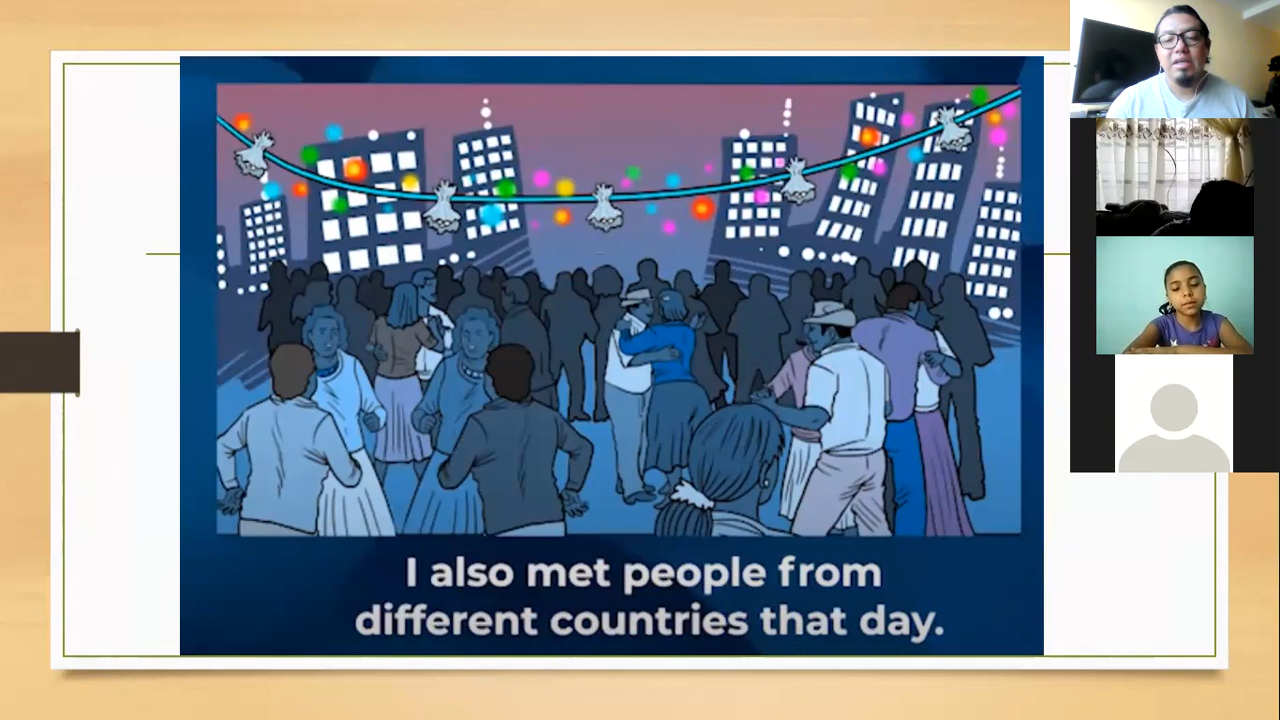 I also met people from
different countries that day.